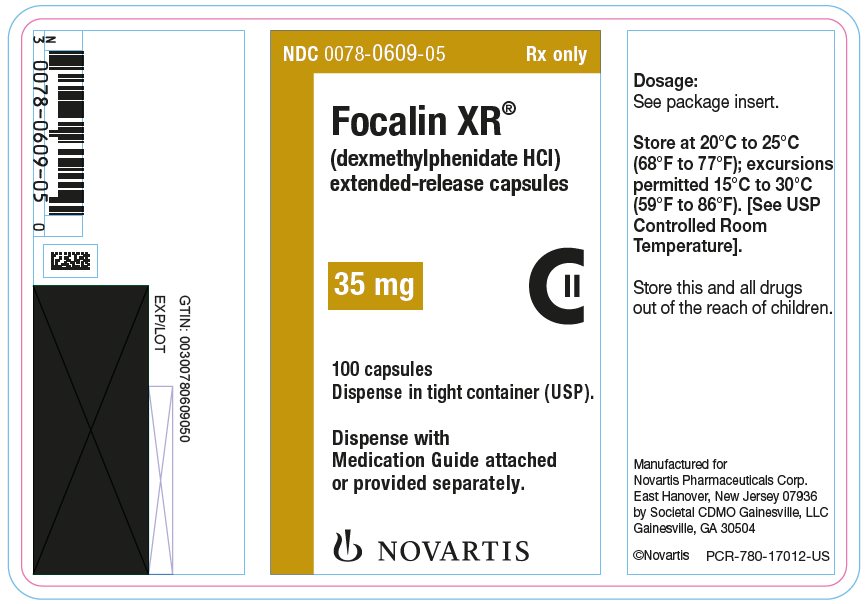 N
3 0078-0609-05 0
GTIN: 00300780609050
EXP/LOT
NDC 0078-0609-05 Rx only
Focalin XR®
(dexmethylphenidate HCl)
extended-release capsules
35 mg
CII
100 capsules
Dispense in tight container (USP).
Dispense with
Medication Guide attached
or provided separately.
NOVARTIS
Dosage:
See package insert.
Store at 20°C to 25°C
(68°F to 77°F); excursions
permitted 15°C to 30°C
(59°F to 86°F). [See USP
Controlled Room
Temperature].
Store this and all drugs
out of the reach of children.
Manufactured for
Novartis Pharmaceuticals Corp.
East Hanover, New Jersey 07936
by Societal CDMO Gainesville, LLC
Gainesville, GA 30504
©Novartis PCR-780-17012-US